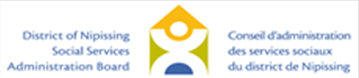 District of Nipissing
Social Services
Administration Board
Conseil d'administration
des services sociaux
du district de Nipissing